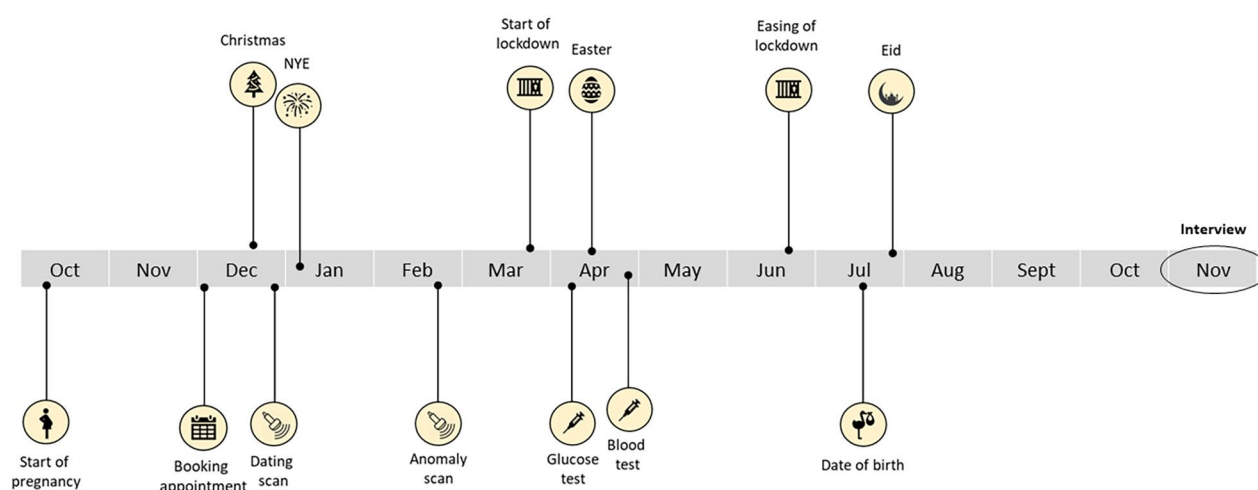 Start of
lockdown
Easing of
lockdown
Christmas
Easter
Eid
NYE
Interview
Oct
Nov
Dec
Jan
Feb
Mar
Apr
May
Jun
Jul
Aug
Sept
Oct
Nov
Start of
pregnancy
Booking
appointment
Dating
scan
Anomaly
scan
Glucose
test
Blood
test
Date of birth